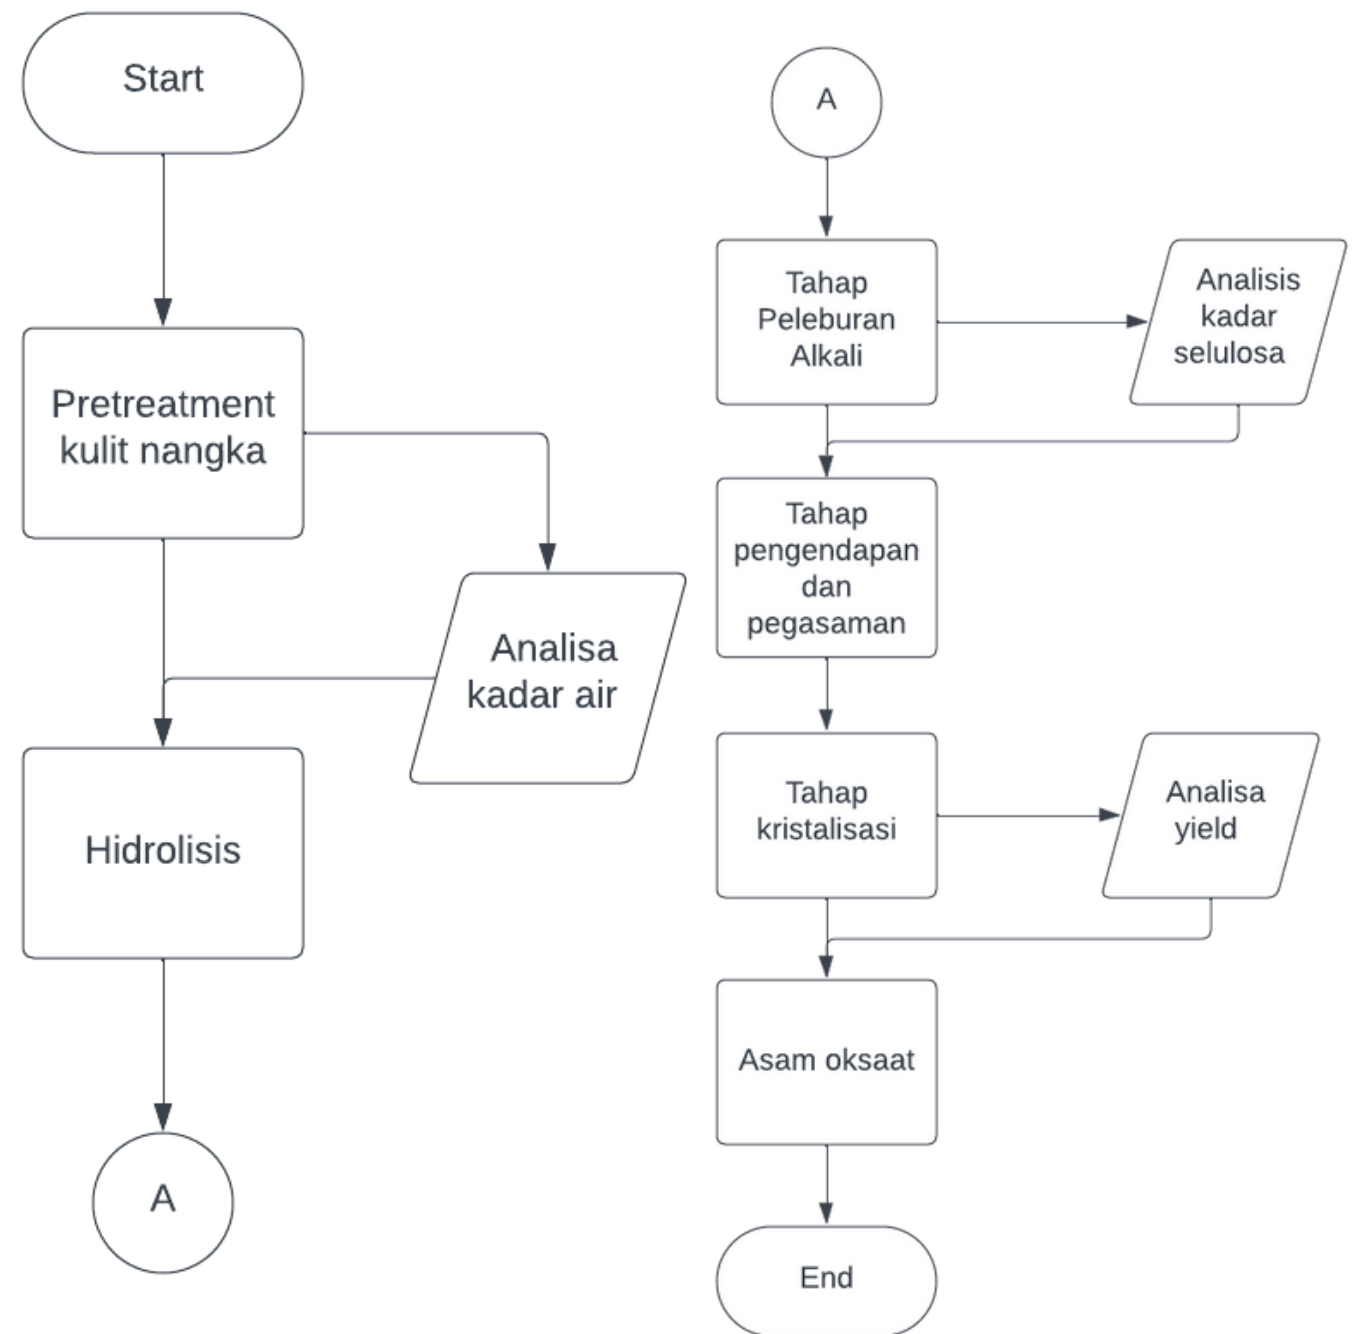 Start
Pretreatment
kulit nangka
Analisa
kadar air
Hidrolisis
A
A
Tahap
Peleburan
Alkali
Analisis
kadar
selulosa
Tahap
pengendapan
dan
pegasaman
Tahap
kristalisasi
Analisa
yield
Asam oksaat
End